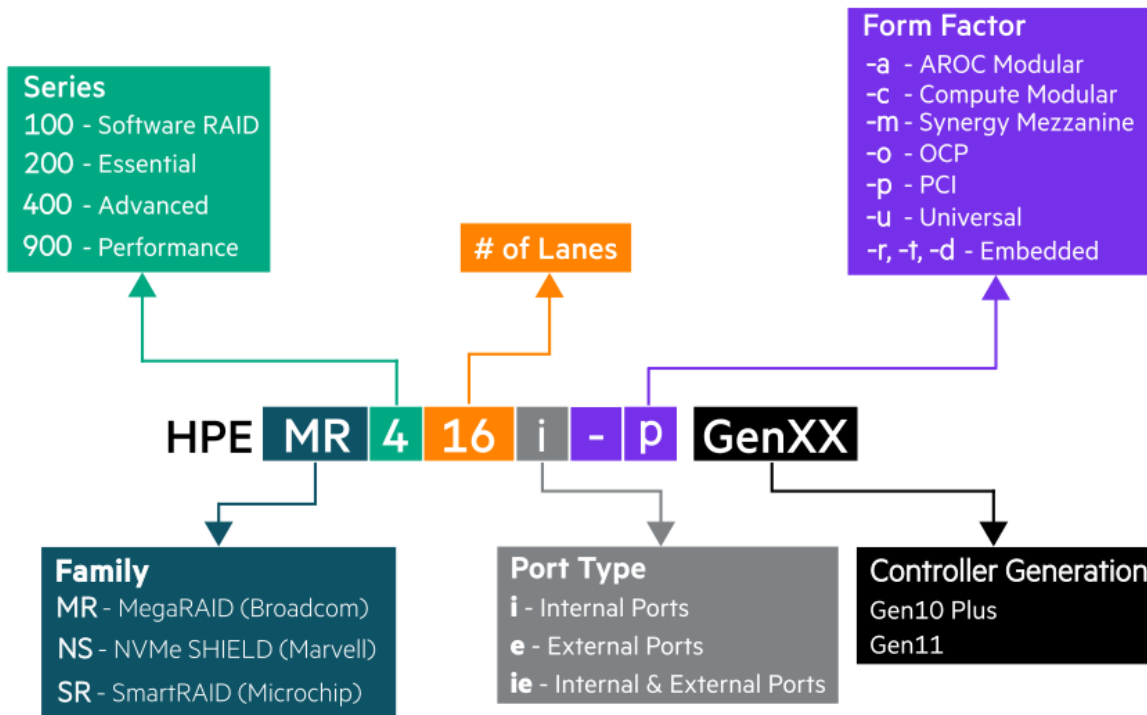 Series
100 - Software RAID
200 - Essential
400 - Advanced
900 - Performance
# of Lanes
Form Factor
-a - AROC Modular
-c - Compute Modular
-m - Synergy Mezzanine
-o - OCP
-p - PCI
-u - Universal
-r, -t, -d - Embedded
HPE MR 4 16 i - p GenXX
Family
MR - MegaRAID (Broadcom)
NS - NVMe SHIELD (Marvell)
SR - SmartRAID (Microchip)
Port Type
i - Internal Ports
e - External Ports
ie - Internal & External Ports
Controller Generation
Gen10 Plus
Gen11